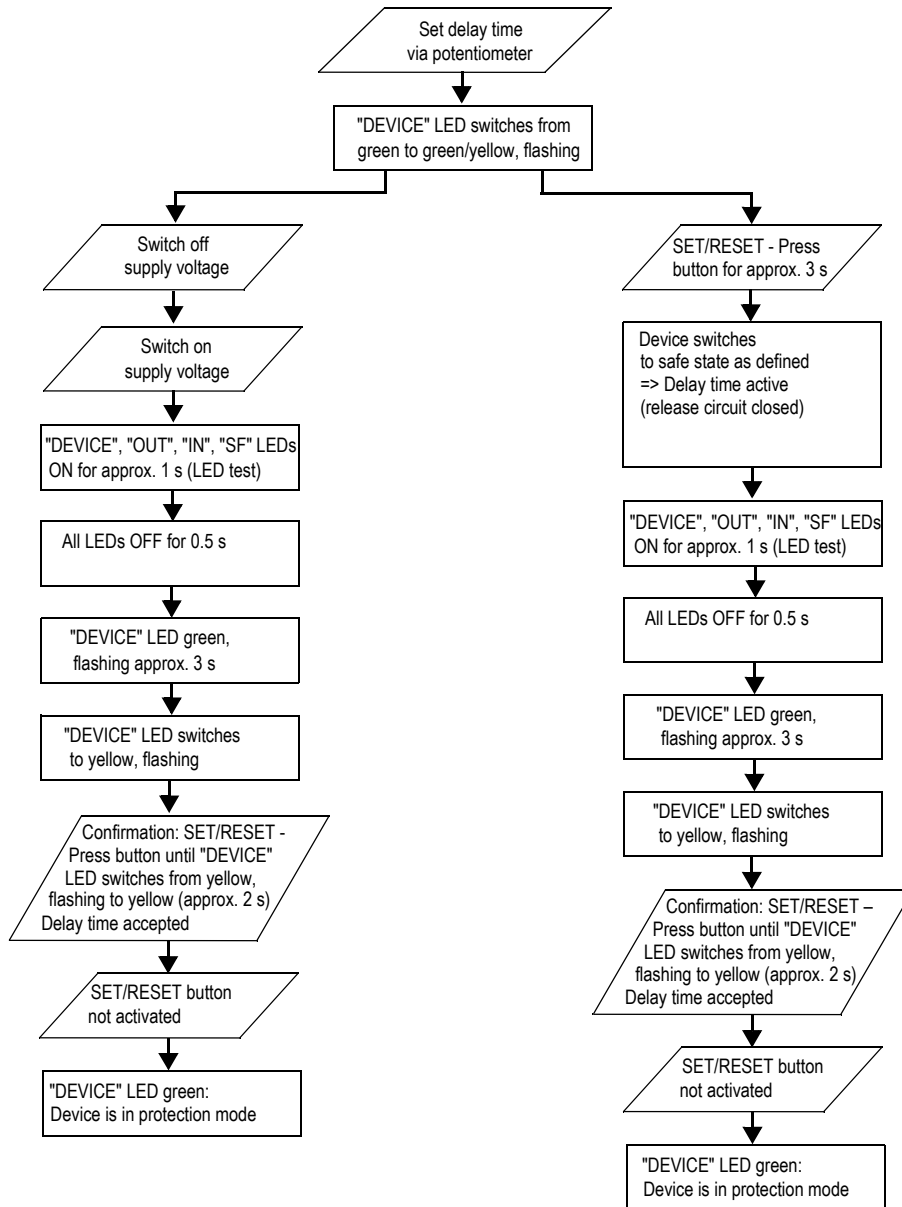 Set delay time
via potentiometer
"DEVICE" LED switches from
green to green/yellow, flashing
Switch off
supply voltage
Switch on
supply voltage
"DEVICE", "OUT", "IN", "SF" LEDs
ON for approx. 1 s (LED test)
All LEDs OFF for 0.5 s
"DEVICE" LED green,
flashing approx. 3 s
"DEVICE" LED switches
to yellow, flashing
Confirmation: SET/RESET -
Press button until "DEVICE"
LED switches from yellow,
flashing to yellow (approx. 2 s)
Delay time accepted
SET/RESET button
not activated
"DEVICE" LED green:
Device is in protection mode
SET/RESET - Press
button for approx. 3 s
Device switches
to safe state as defined
=> Delay time active
(release circuit closed)
"DEVICE", "OUT", "IN", "SF" LEDs
ON for approx. 1 s (LED test)
All LEDs OFF for 0.5 s
"DEVICE" LED green,
flashing approx. 3 s
"DEVICE" LED switches
to yellow, flashing
Confirmation: SET/RESET –
Press button until "DEVICE"
LED switches from yellow,
flashing to yellow (approx. 2 s)
Delay time accepted
SET/RESET button
not activated
"DEVICE" LED green:
Device is in protection mode